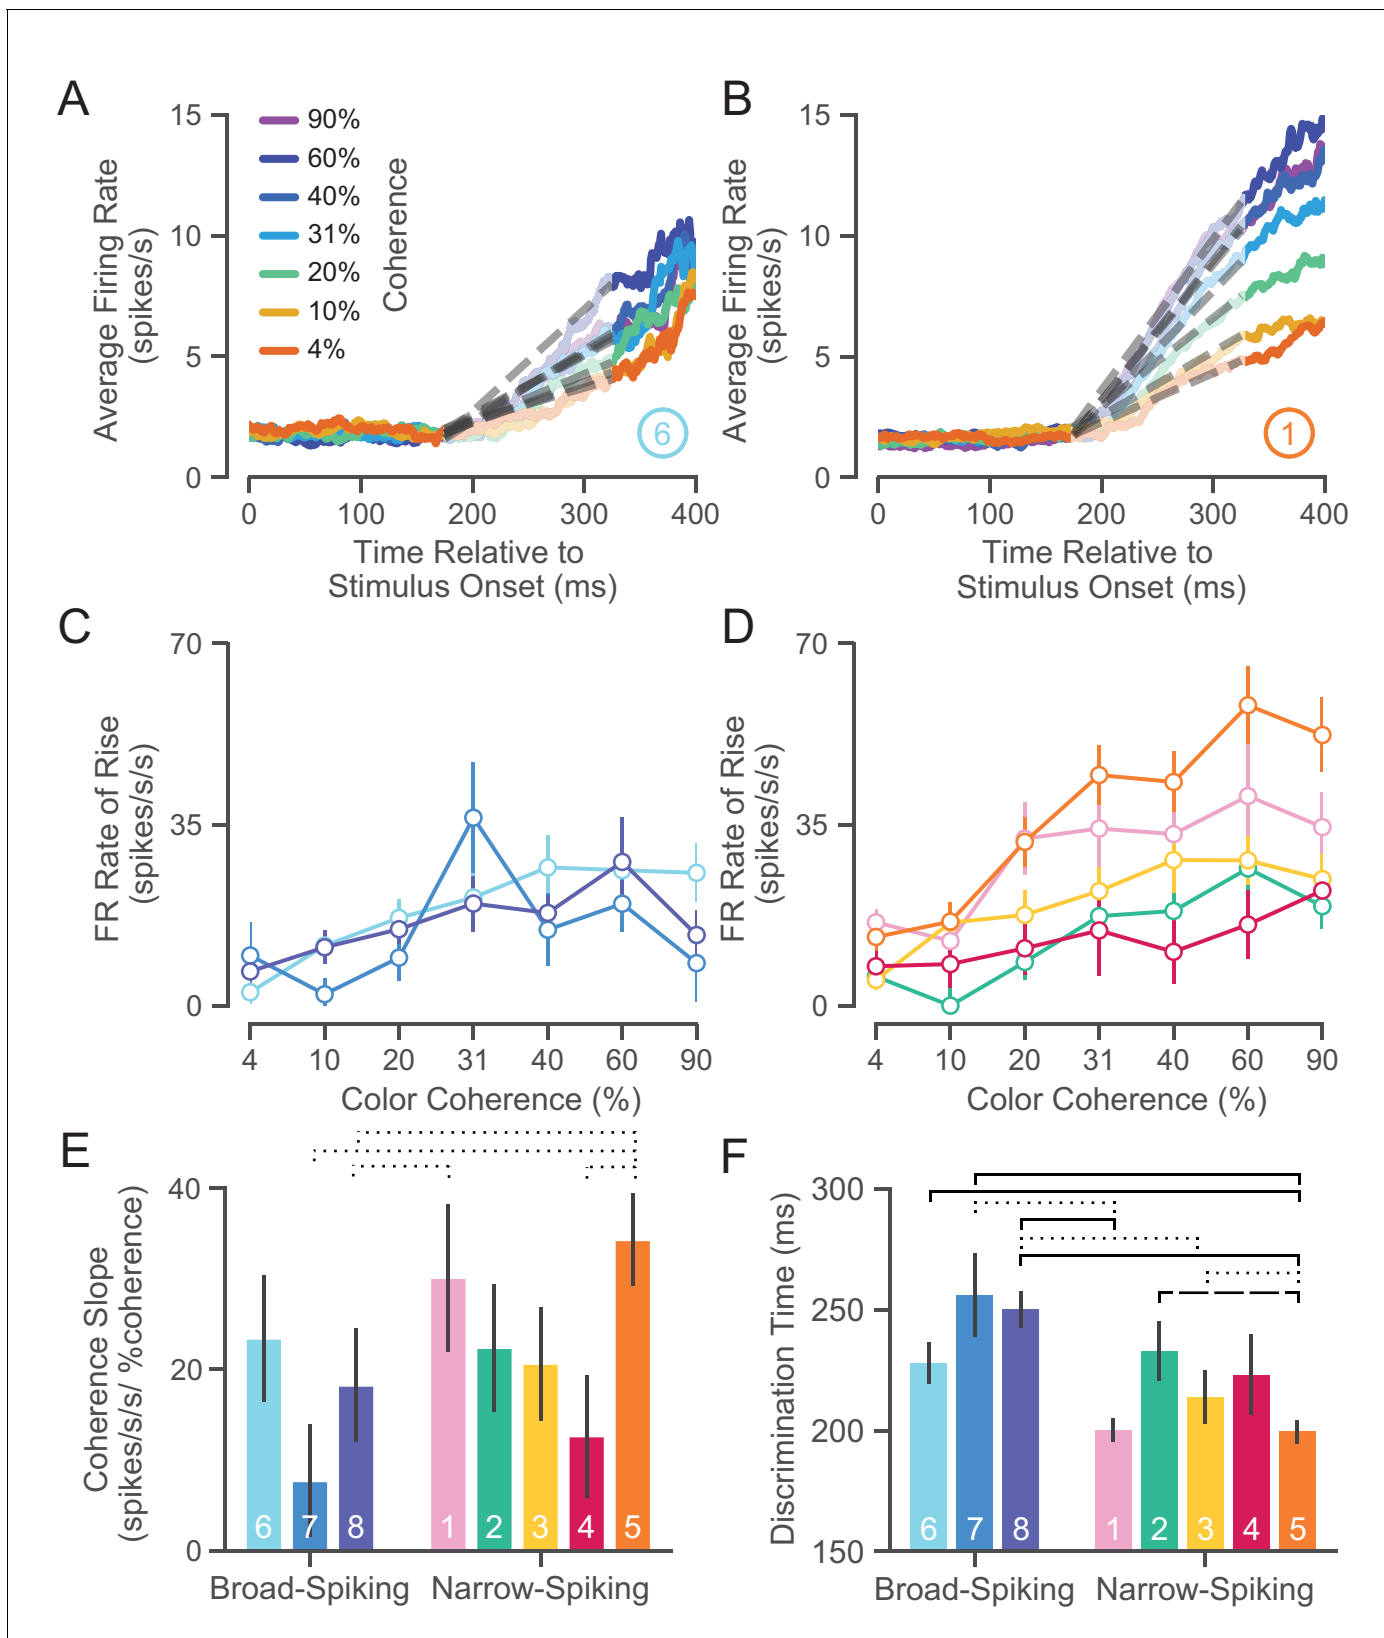 A
Average Firing Rate
(spikes/s)
15
10
5
0
90%
60%
40%
31%
20%
10%
4%
Coherence
6
0 100 200 300 400
Time Relative to
Stimulus Onset (ms)
B
Average Firing Rate
(spikes/s)
15
10
5
0
1
0 100 200 300 400
Time Relative to
Stimulus Onset (ms)
C
FR Rate of Rise
(spikes/s/s)
70
35
0
4 10 20 31 40 60 90
Color Coherence (%)
D
FR Rate of Rise
(spikes/s/s)
70
35
0
4 10 20 31 40 60 90
Color Coherence (%)
E
Coherence Slope
(spikes/s/s/ %coherence)
40
20
0
6 7 8 1 2 3 4 5
Broad-Spiking Narrow-Spiking
F
Discrimination Time (ms)
300
250
200
150
6 7 8 1 2 3 4 5
Broad-Spiking Narrow-Spiking